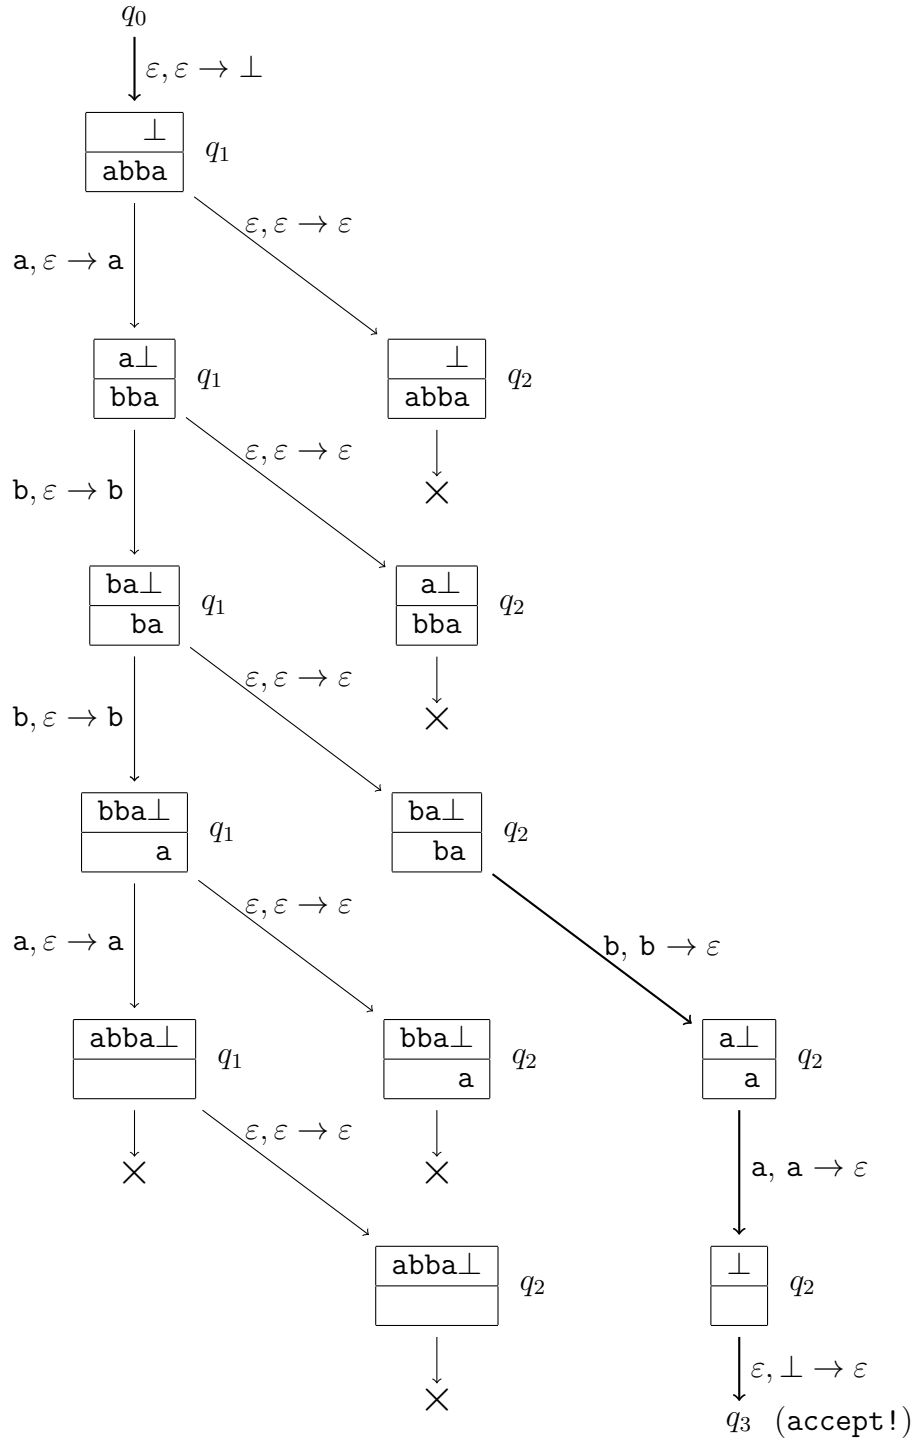 q₀
ε, ε → ⊥
⊥
abba
q₁
ε, ε → ε
a, ε → a
a⊥
bba
q₁
⊥
abba
q₂
ε, ε → ε
b, ε → b
ba⊥
ba
q₁
a⊥
bba
q₂
ε, ε → ε
b, ε → b
bba⊥
a
q₁
ba⊥
ba
q₂
ε, ε → ε
a, ε → a
b, b → ε
abba⊥
q₁
bba⊥
a
q₂
a⊥
a
q₂
ε, ε → ε
a, a → ε
abba⊥
q₂
⊥
q₂
ε, ⊥ → ε
q₃ (accept!)